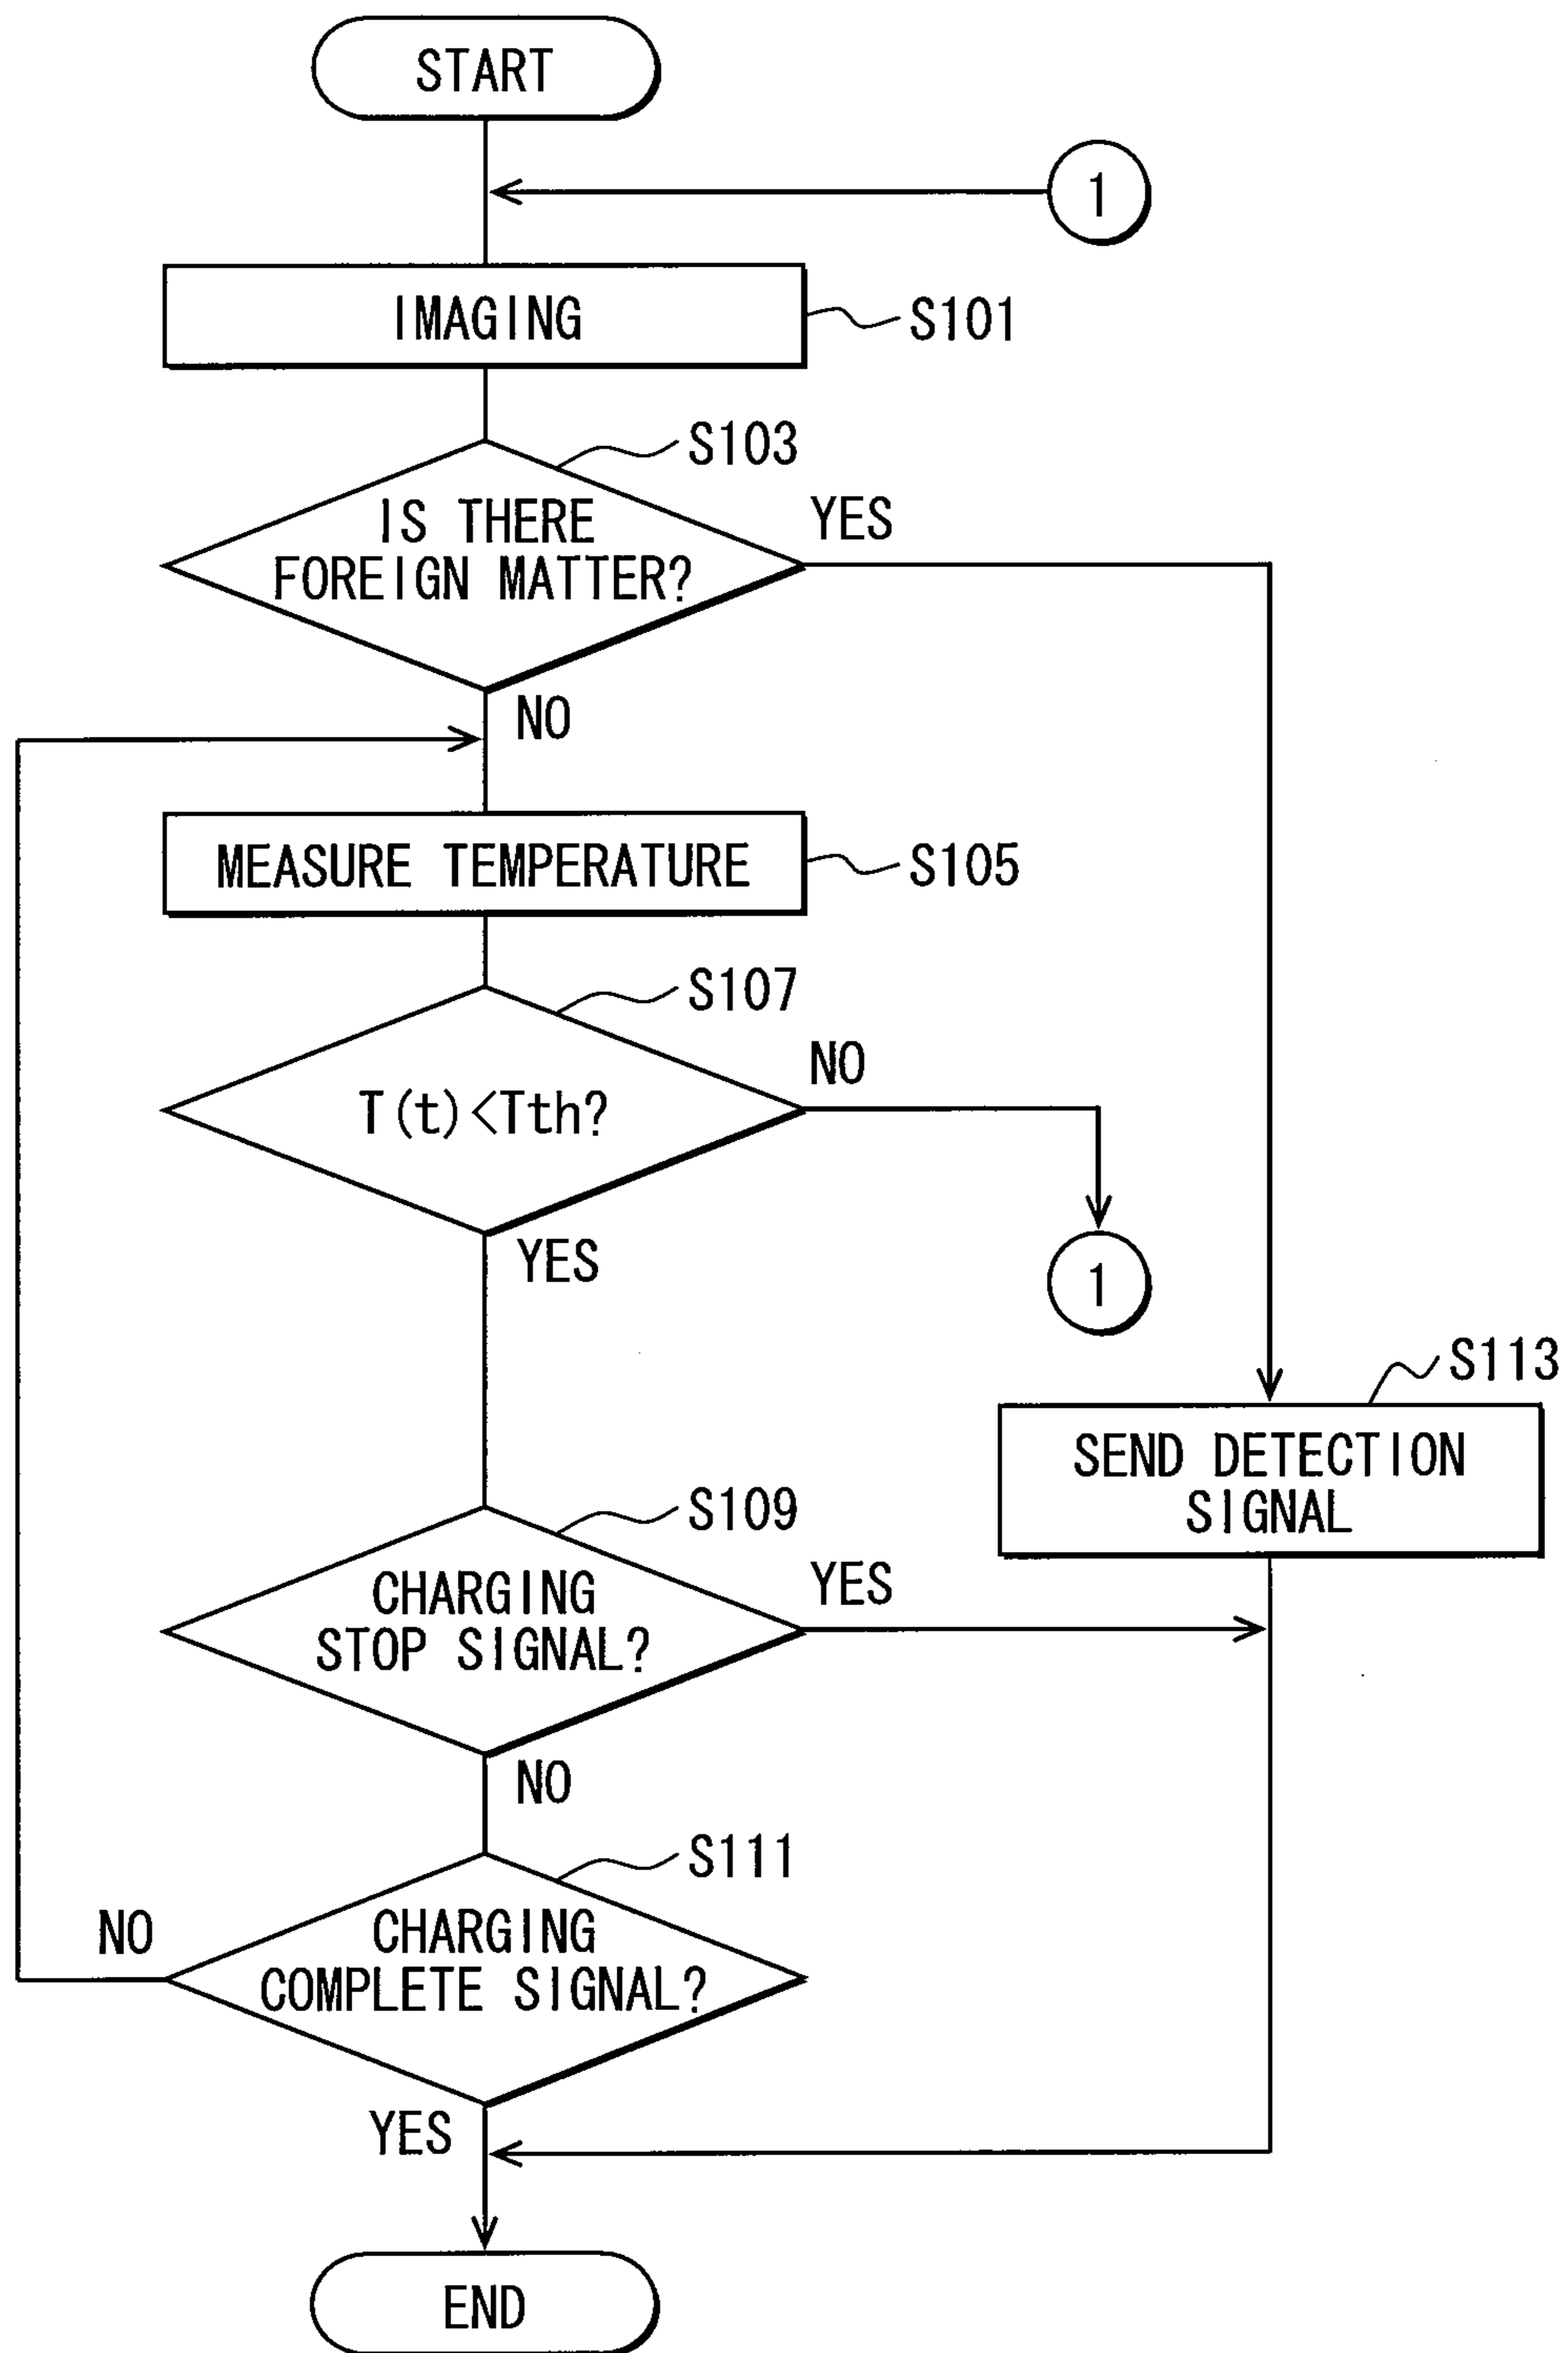 START
1
IMAGING
S101
S103
IS THERE
FOREIGN MATTER?
YES
NO
MEASURE TEMPERATURE
S105
S107
T(t)<Tth?
NO
YES
1
S113
SEND DETECTION
SIGNAL
S109
CHARGING
STOP SIGNAL?
YES
NO
S111
CHARGING
COMPLETE SIGNAL?
NO
YES
END